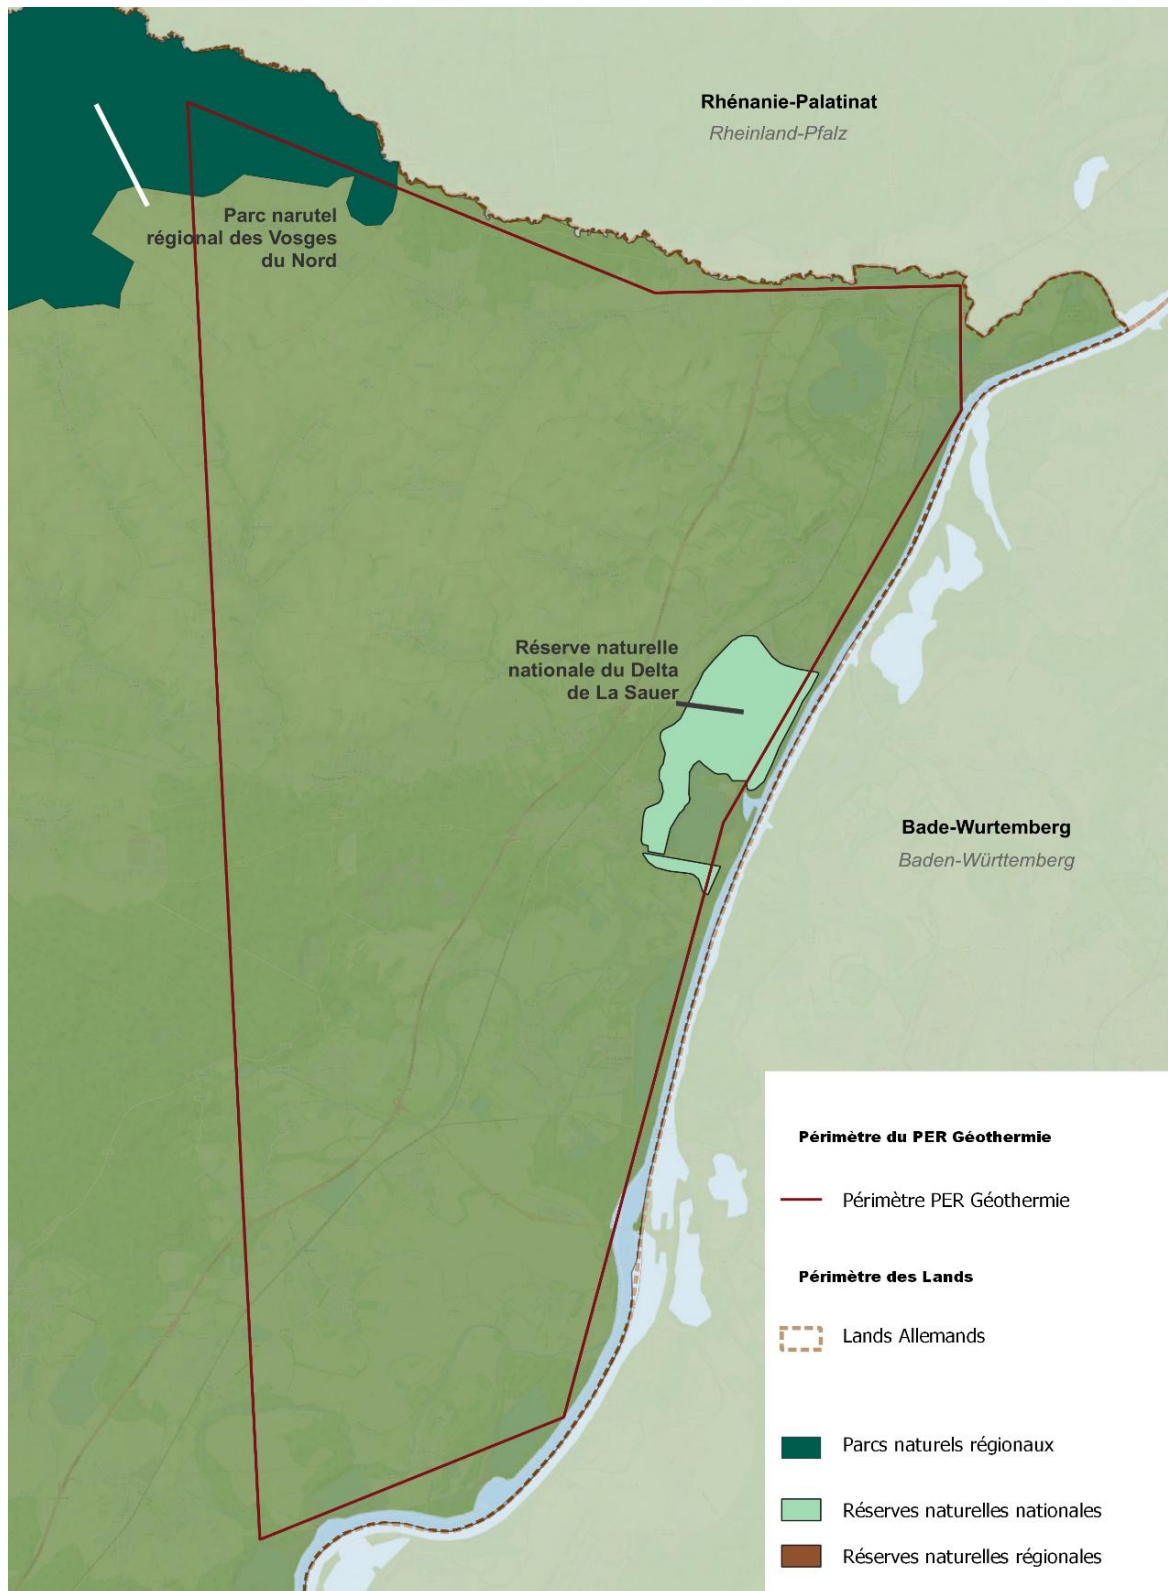 Rhénanie-Palatinat
Rheinland-Pfalz
Parc narutel
régional des Vosges
du Nord
Réserve naturelle
nationale du Delta
de La Sauer
Bade-Wurtemberg
Baden-Württemberg
Périmètre du PER Géothermie
Périmètre PER Géothermie
Périmètre des Lands
Lands Allemands
Parcs naturels régionaux
Réserves naturelles nationales
Réserves naturelles régionales